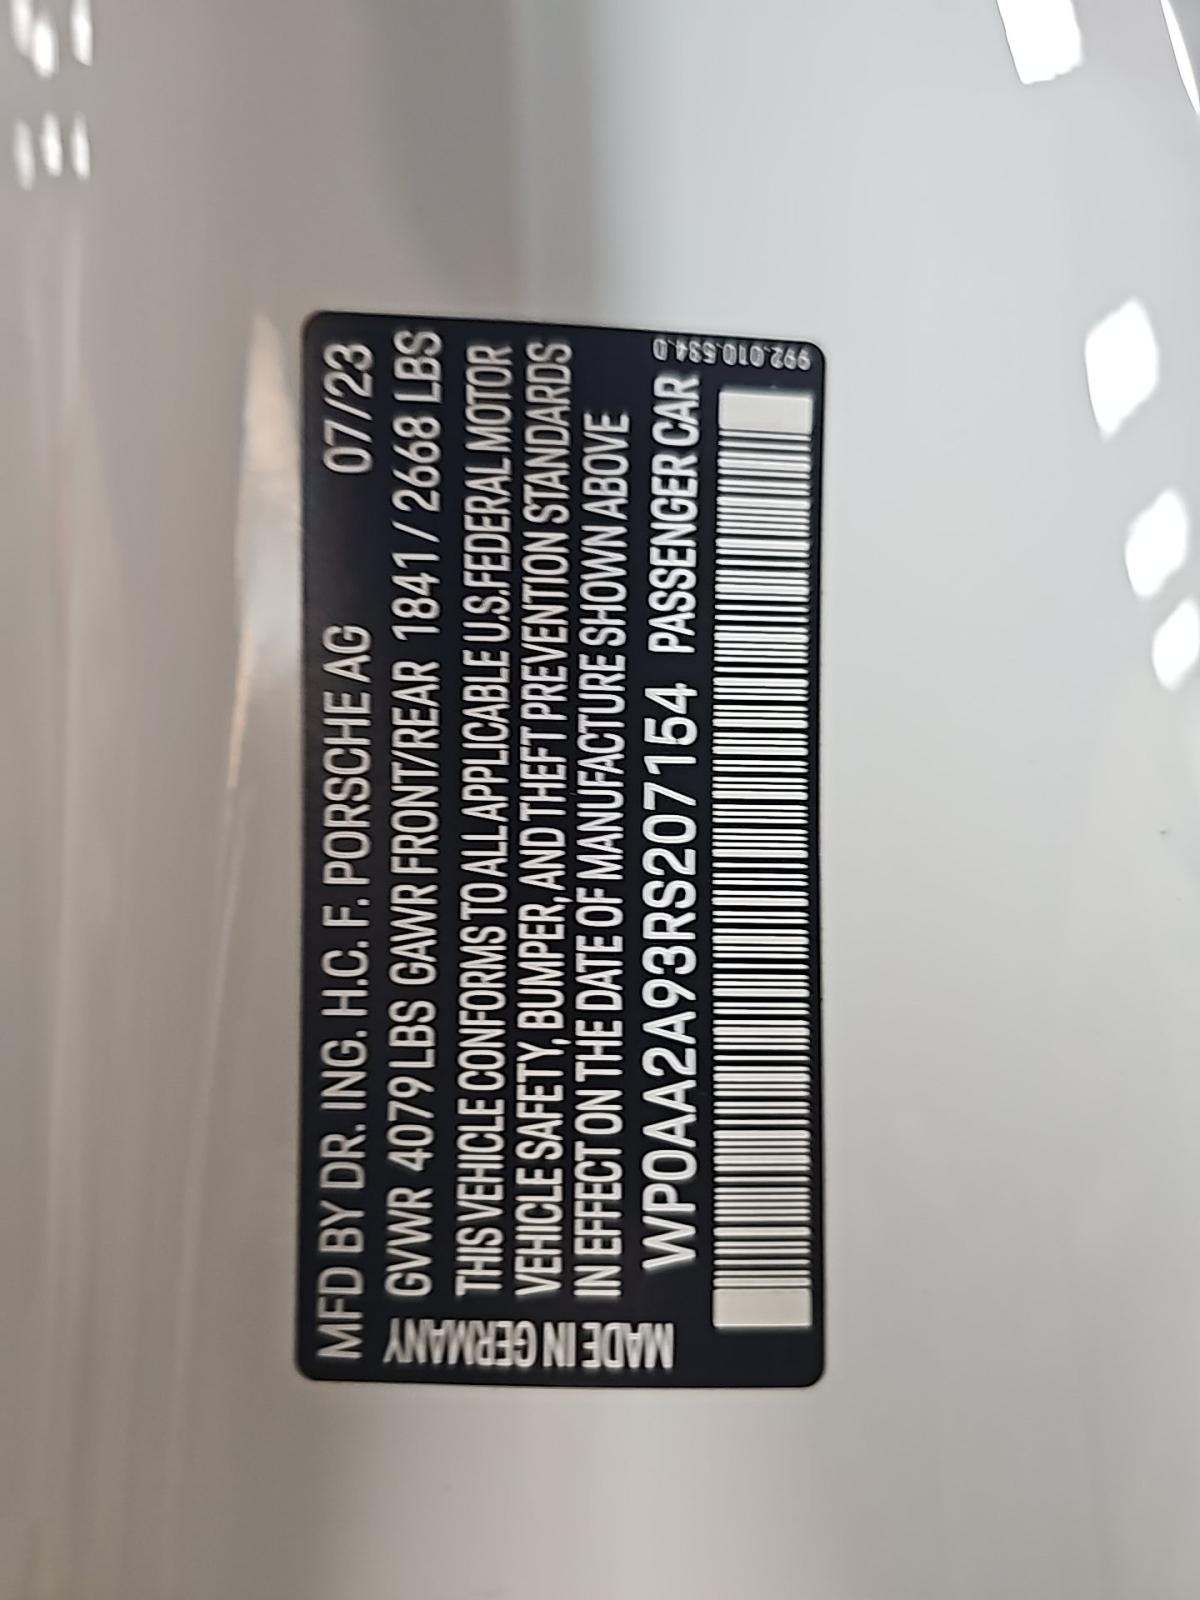 MFD BY DR. ING. H.C. F. PORSCHE AG 07/23
GVWR 4079 LBS GAWR FRONT/REAR 1841 / 2668 LBS
THIS VEHICLE CONFORMS TO ALL APPLICABLE U.S. FEDERAL MOTOR
VEHICLE SAFETY, BUMPER, AND THEFT PREVENTION STANDARDS
IN EFFECT ON THE DATE OF MANUFACTURE SHOWN ABOVE
WP0AA2A93RS207154 PASSENGER CAR
MADE IN GERMANY
992.010.534.D